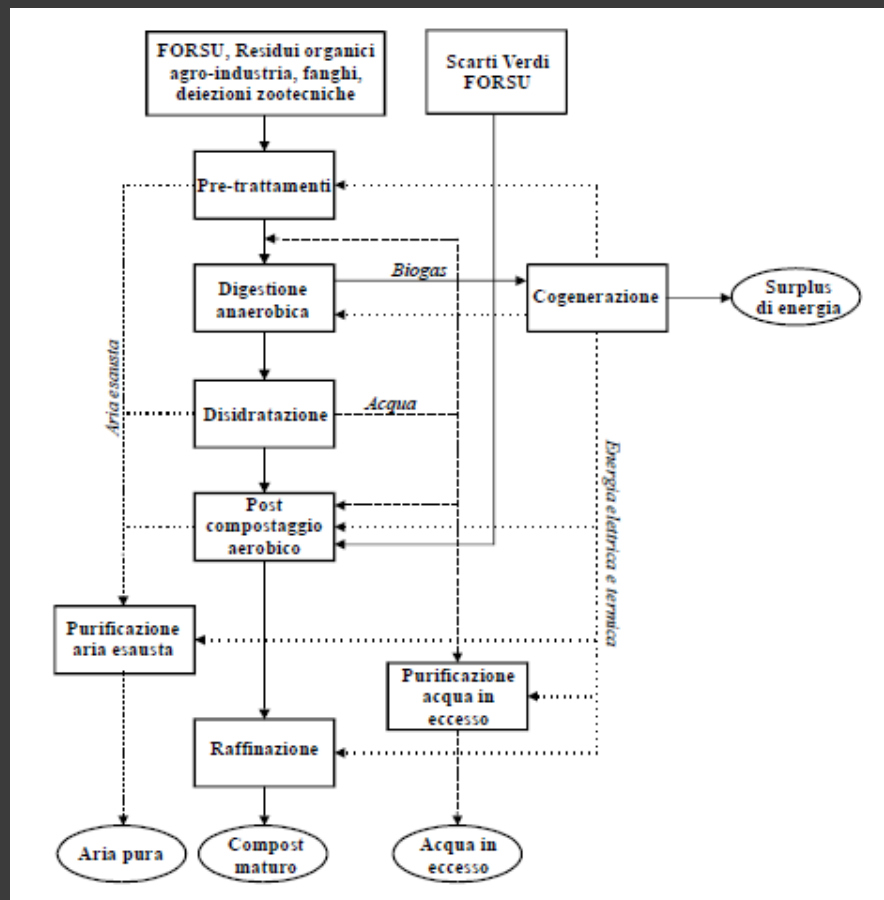 FORSU, Residui organici
agro-industria, fanghi,
deiezioni zootecniche
Scarti Verdi
FORSU
Pre-trattamenti
Biogas
Digestione
anaerobica
Cogenerazione
Surplus
di energia
Aria esausta
Disidratazione
Acqua
Energia elettrica e termica
Post
compostaggio
aerobico
Purificazione
aria esausta
Purificazione
acqua in
eccesso
Raffinazione
Aria pura
Compost
maturo
Acqua in
eccesso